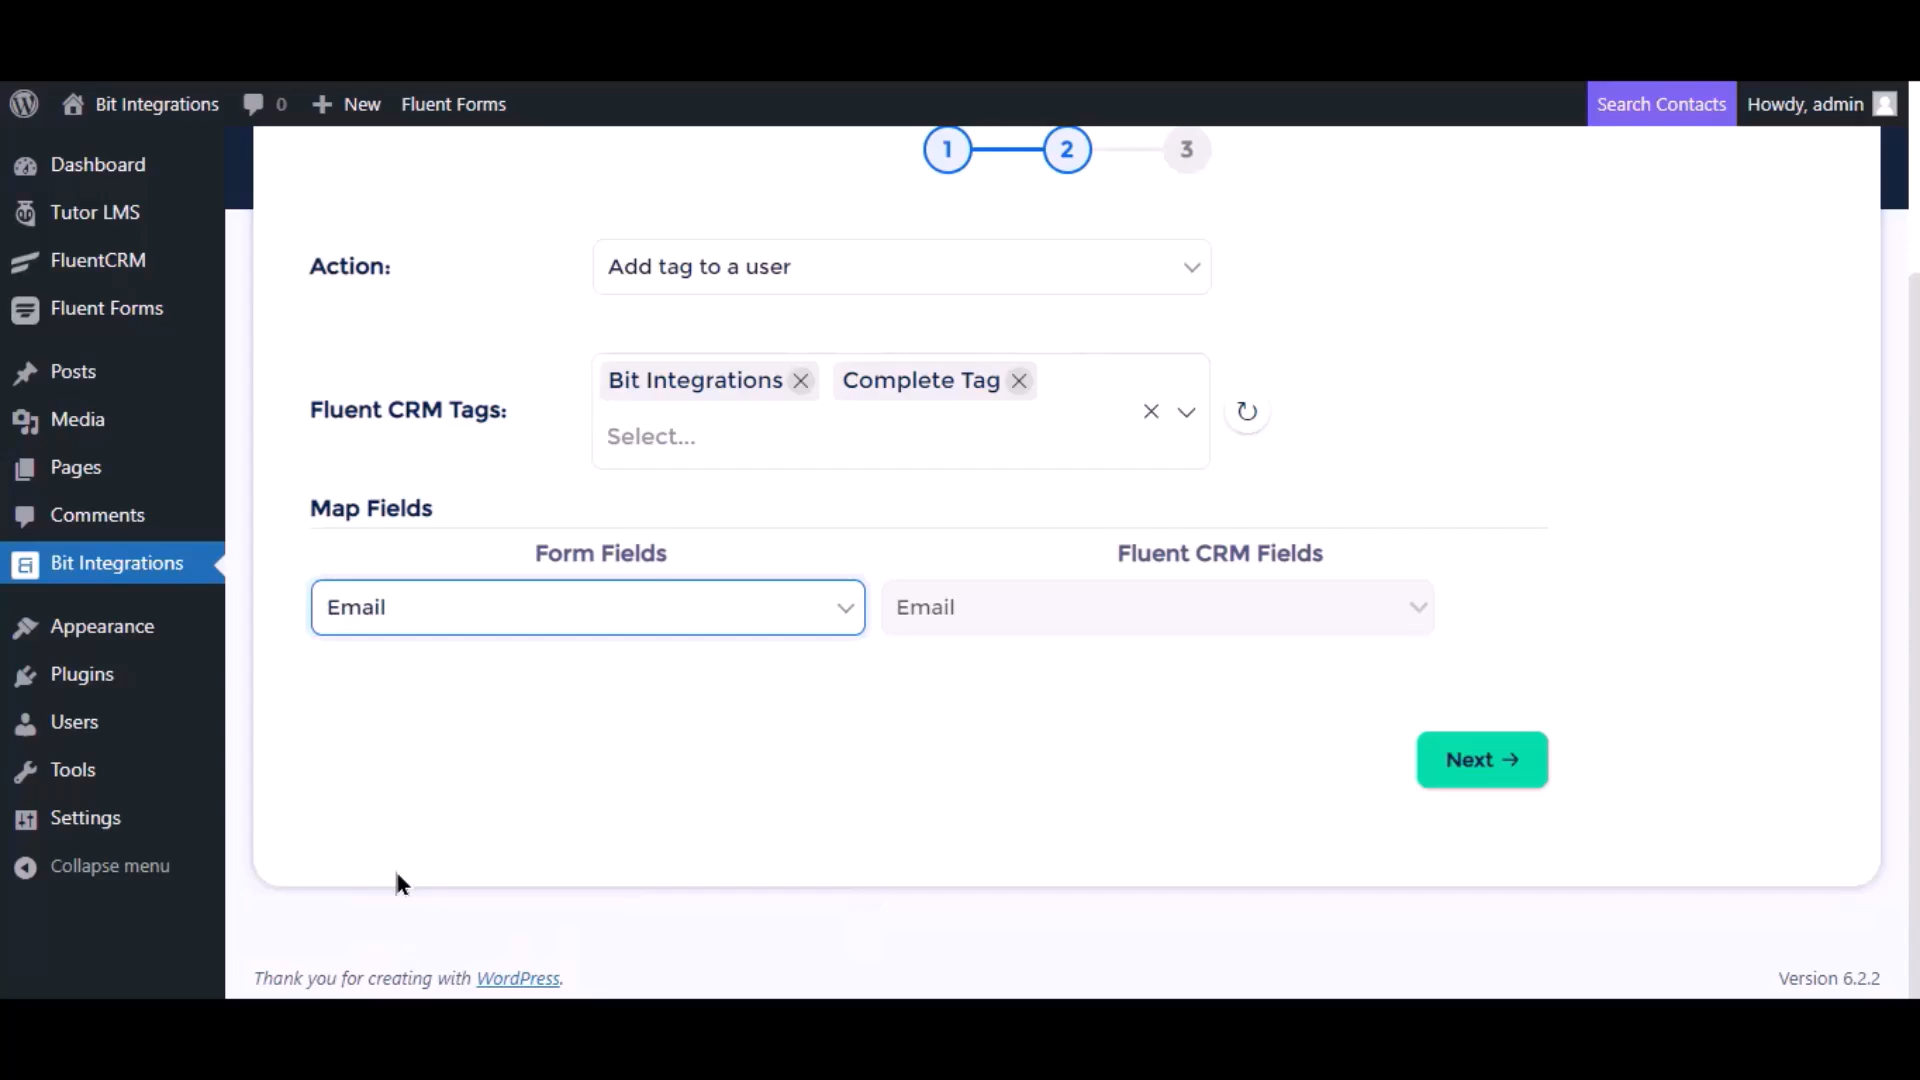 Bit Integrations 0 New Fluent Forms Search Contacts Howdy, admin
Dashboard
Tutor LMS
FluentCRM
Fluent Forms
Posts
Media
Pages
Comments
Bit Integrations
Appearance
Plugins
Users
Tools
Settings
Collapse menu
1 2 3
Action: Add tag to a user
Fluent CRM Tags: Bit Integrations Complete Tag
Select...
Map Fields
Form Fields Fluent CRM Fields
Email Email
Next →
Thank you for creating with WordPress. Version 6.2.2